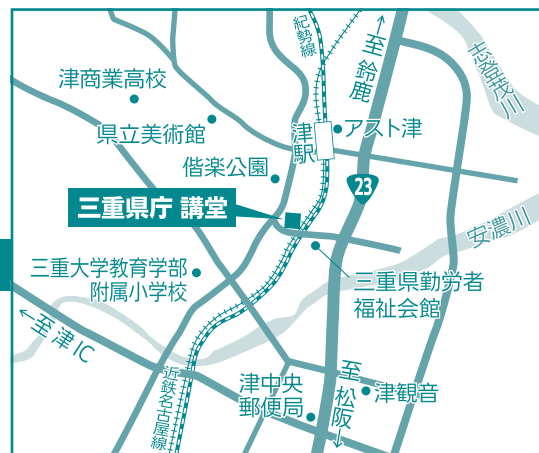 紀勢線
←至 鈴鹿
志登茂川
津商業高校
県立美術館
津駅
アスト津
偕楽公園
23
三重県庁 講堂
安濃川
三重大学教育学部
附属小学校
三重県勤労者
福祉会館
←至 津IC
近鉄名古屋線
津中央
郵便局
至 松阪→
津観音